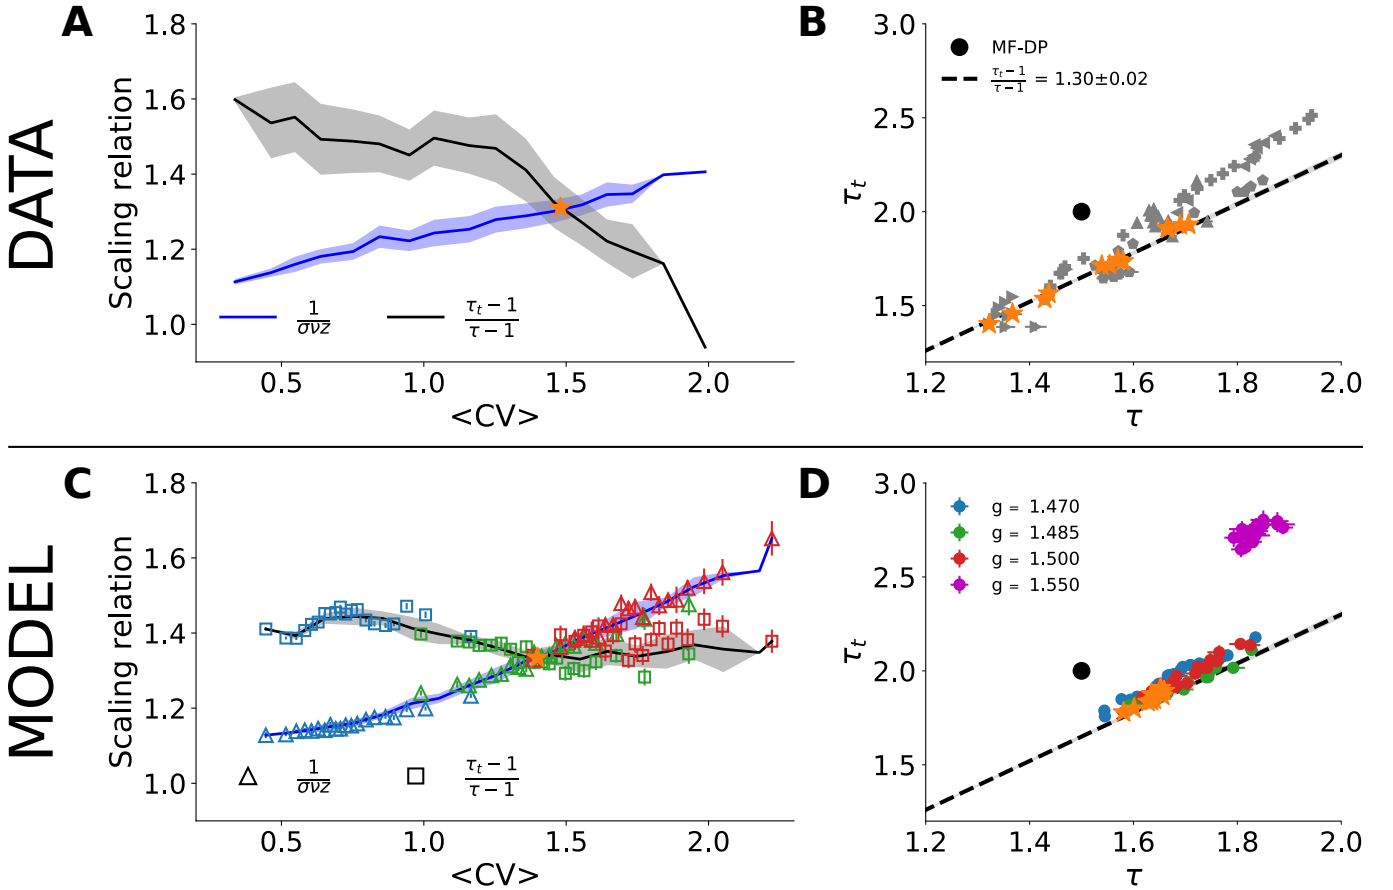 DATA
A
Scaling relation
1.8
1.6
1.4
1.2
1.0
1/σνz
τt − 1/τ − 1
0.5 1.0 1.5 2.0
<CV>
B
τt
3.0
2.5
2.0
1.5
MF-DP
τt − 1/τ − 1 = 1.30±0.02
1.2 1.4 1.6 1.8 2.0
τ
MODEL
C
Scaling relation
1.8
1.6
1.4
1.2
1.0
1/σνz
τt − 1/τ − 1
0.5 1.0 1.5 2.0
<CV>
D
τt
3.0
2.5
2.0
1.5
g = 1.470
g = 1.485
g = 1.500
g = 1.550
1.2 1.4 1.6 1.8 2.0
τ